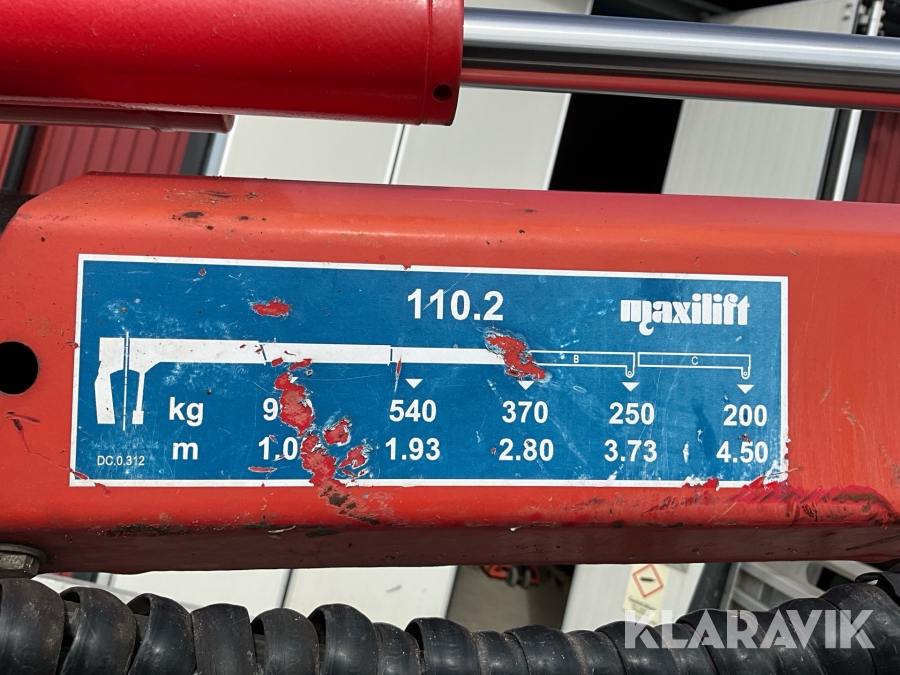 110.2
maxilift
B C
kg 540 370 250 200
m 1.93 2.80 3.73 4.50
DC.0.312
KLARAVIK